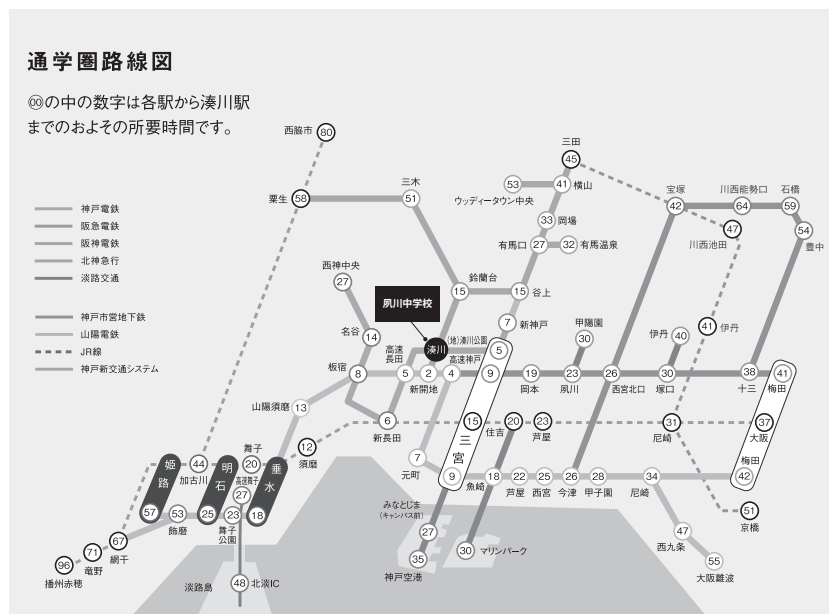 通学圏路線図
⓪⓪の中の数字は各駅から湊川駅
までのおよその所要時間です。
神戸電鉄
阪急電鉄
阪神電鉄
北神急行
淡路交通
神戸市営地下鉄
山陽電鉄
JR線
神戸新交通システム
西脇市 80
粟生 58
三木
51
三田
45
ウッディータウン中央 53
41 横山
33 岡場
有馬口 27
32 有馬温泉
宝塚
42
川西能勢口
64
石橋
59
54
豊中
47
川西池田
西神中央
27
鈴蘭台
15
15 谷上
夙川中学校
7 新神戸
名谷 14
湊川
(地)湊川公園
5
甲陽園
30
伊丹 40
41 伊丹
板宿 8
高速
長田
5
2
新開地
高速神戸
4
9
19
岡本
23
夙川
26
西宮北口
30
塚口
38
十三
41
梅田
山陽須磨 13
6
新長田
15
三宮
20
住吉
23
芦屋
31
尼崎
37
大阪
12
須磨
姫路
57
44
加古川
明石
25
舞子
20
高速舞子
27
垂水
18
53
飾磨
23
舞子
公園
7
元町
9
魚崎
18
22
芦屋
25
西宮
26
今津
28
甲子園
34
尼崎
梅田
42
51
京橋
67
網干
71
竜野
96
播州赤穂
みなとじま
(キャンパス前)
27
35
神戸空港
30 マリンパーク
47
西九条
55
大阪難波
淡路島
48 北淡IC